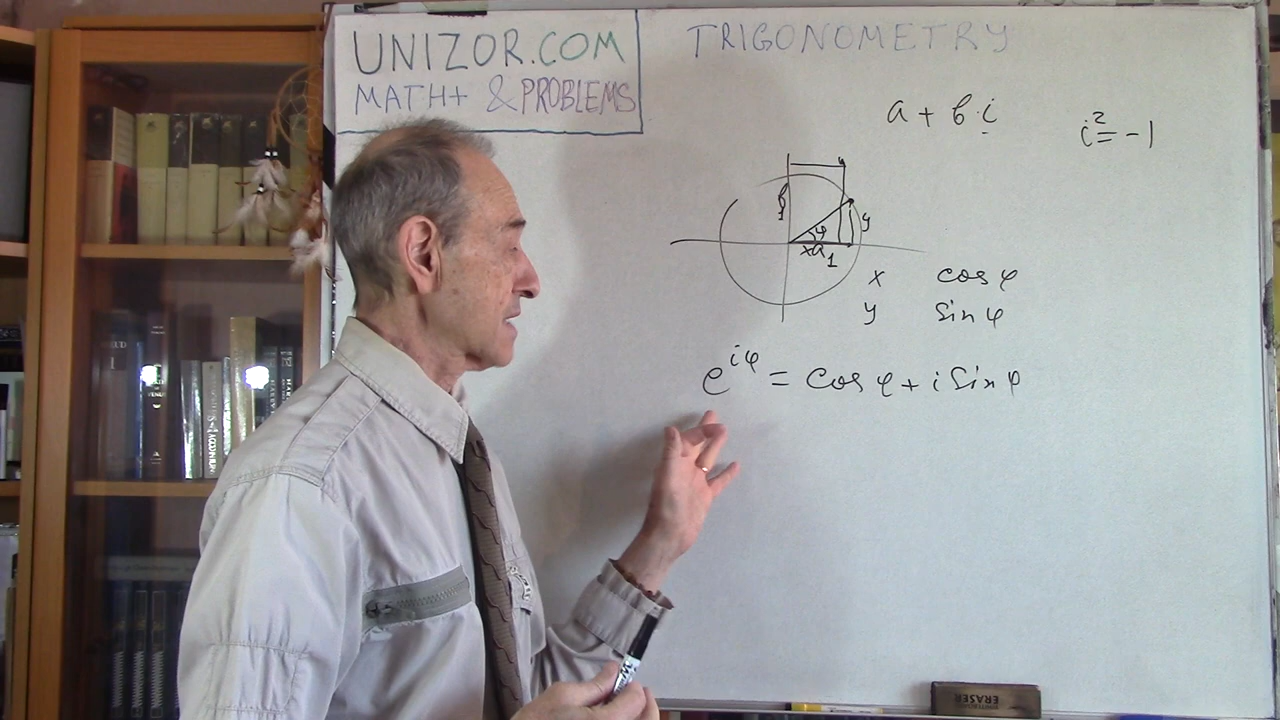 UNIZOR.COM
MATH+ & PROBLEMS
TRIGONOMETRY
a + b·i
i² = -1
y
φ
x a 1
x cos φ
y sin φ
e^{iφ} = cos φ + i sin φ
ERASER